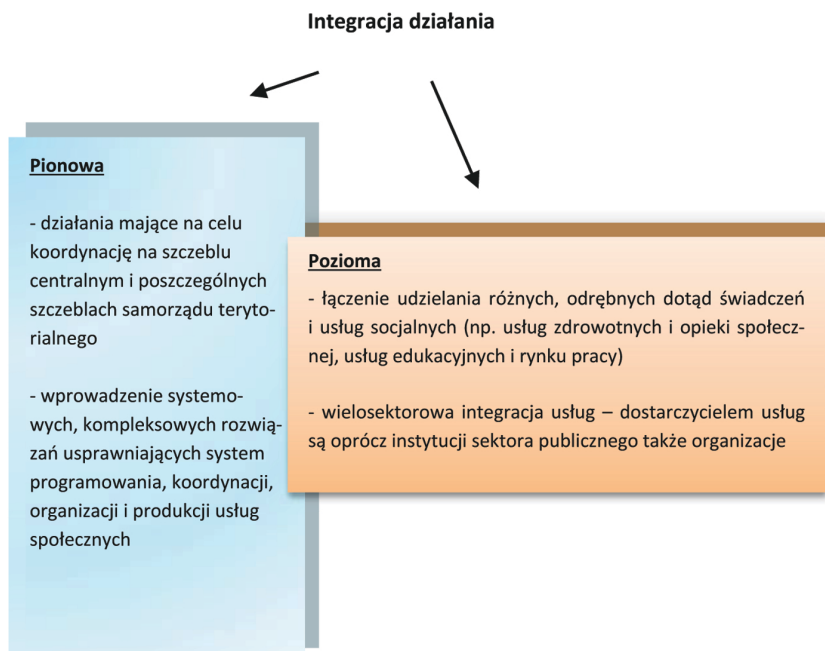 Integracja działania
Pionowa
- działania mające na celu
koordynację na szczeblu
centralnym i poszczególnych
szczeblach samorządu teryto-
rialnego
- wprowadzenie systemo-
wych, kompleksowych rozwią-
zań usprawniających system
programowania, koordynacji,
organizacji i produkcji usług
społecznych
Pozioma
- łączenie udzielania różnych, odrębnych dotąd świadczeń
i usług socjalnych (np. usług zdrowotnych i opieki społecz-
nej, usług edukacyjnych i rynku pracy)
- wielosektorowa integracja usług – dostarczycielem usług
są oprócz instytucji sektora publicznego także organizacje